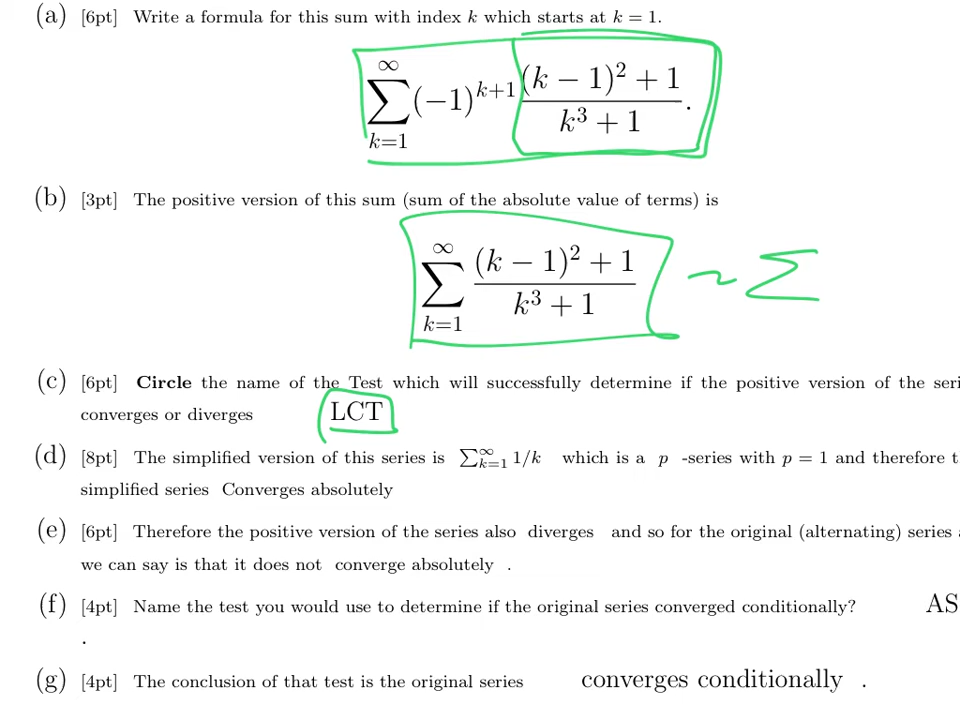 (a) [6pt] Write a formula for this sum with index k which starts at k = 1.
∞
∑ (−1)^{k+1} \frac{(k − 1)² + 1}{k³ + 1}.
k=1
(b) [3pt] The positive version of this sum (sum of the absolute value of terms) is
∞
∑ \frac{(k − 1)² + 1}{k³ + 1} ~ Σ
k=1
(c) [6pt] Circle the name of the Test which will successfully determine if the positive version of the seri
converges or diverges LCT
(d) [8pt] The simplified version of this series is ∑_{k=1}^{∞} 1/k which is a p -series with p = 1 and therefore t
simplified series Converges absolutely
(e) [6pt] Therefore the positive version of the series also diverges and so for the original (alternating) series a
we can say is that it does not converge absolutely .
(f) [4pt] Name the test you would use to determine if the original series converged conditionally? AS
.
(g) [4pt] The conclusion of that test is the original series converges conditionally .